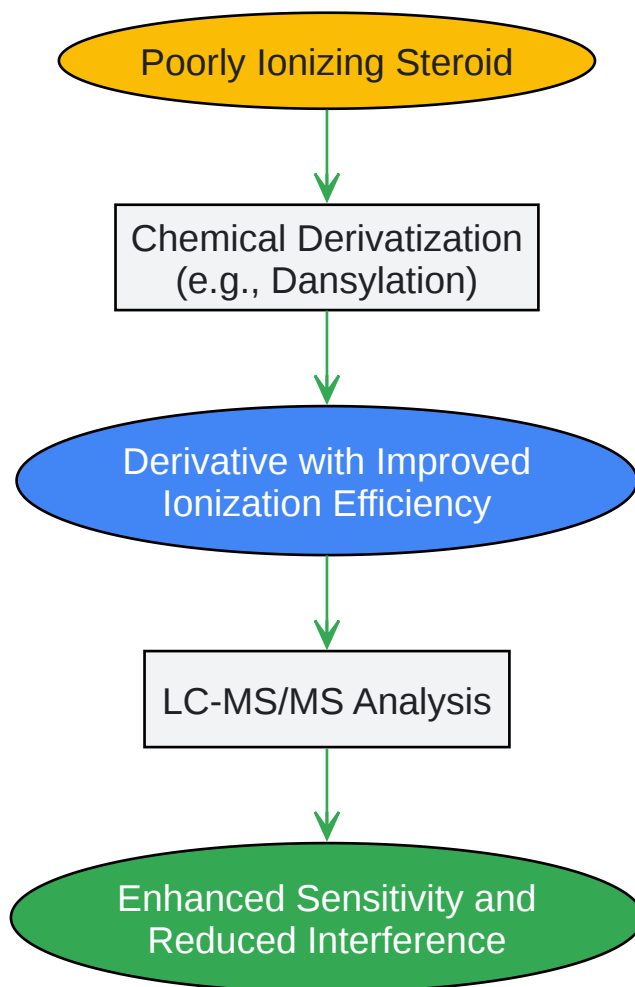 Poorly Ionizing Steroid
Chemical Derivatization
(e.g., Dansylation)
Derivative with Improved
Ionization Efficiency
LC-MS/MS Analysis
Enhanced Sensitivity and
Reduced Interference